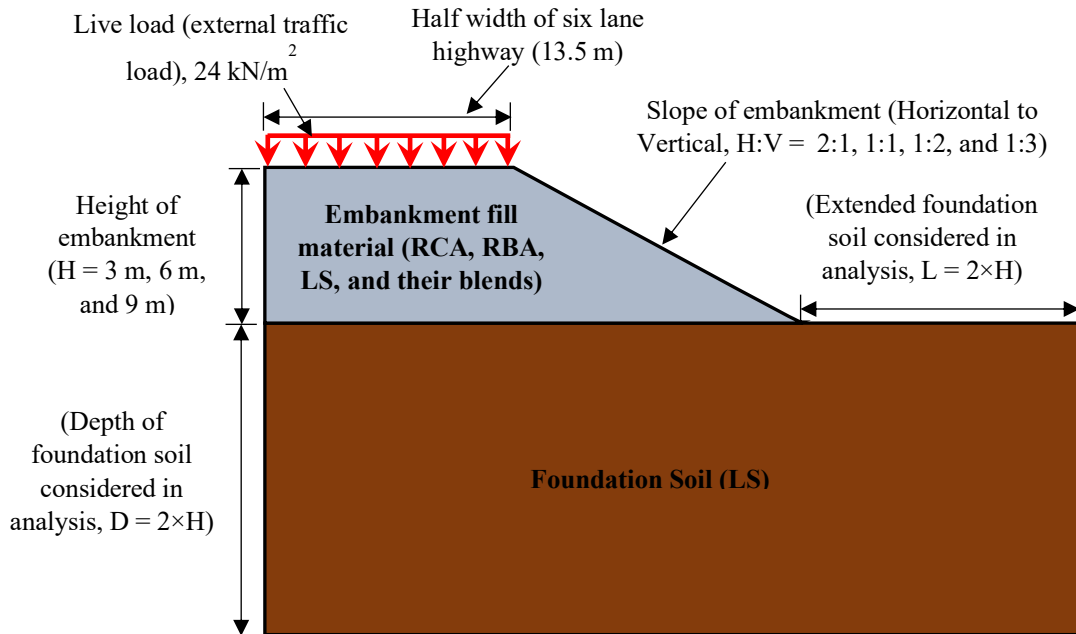 Live load (external traffic
load), 24 kN/m²
Half width of six lane
highway (13.5 m)
Slope of embankment (Horizontal to
Vertical, H:V = 2:1, 1:1, 1:2, and 1:3)
Height of
embankment
(H = 3 m, 6 m,
and 9 m)
Embankment fill
material (RCA, RBA,
LS, and their blends)
(Extended foundation
soil considered in
analysis, L = 2×H)
(Depth of
foundation soil
considered in
analysis, D = 2×H)
Foundation Soil (LS)